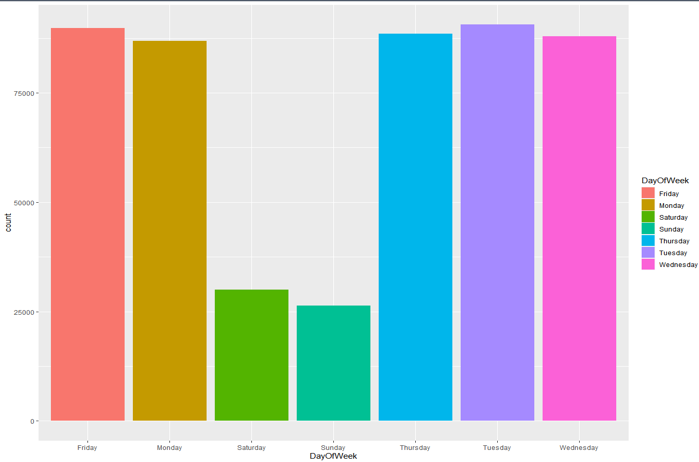 75000
50000
25000
0
count
Friday Monday Saturday Sunday Thursday Tuesday Wednesday
DayOfWeek
DayOfWeek
Friday
Monday
Saturday
Sunday
Thursday
Tuesday
Wednesday